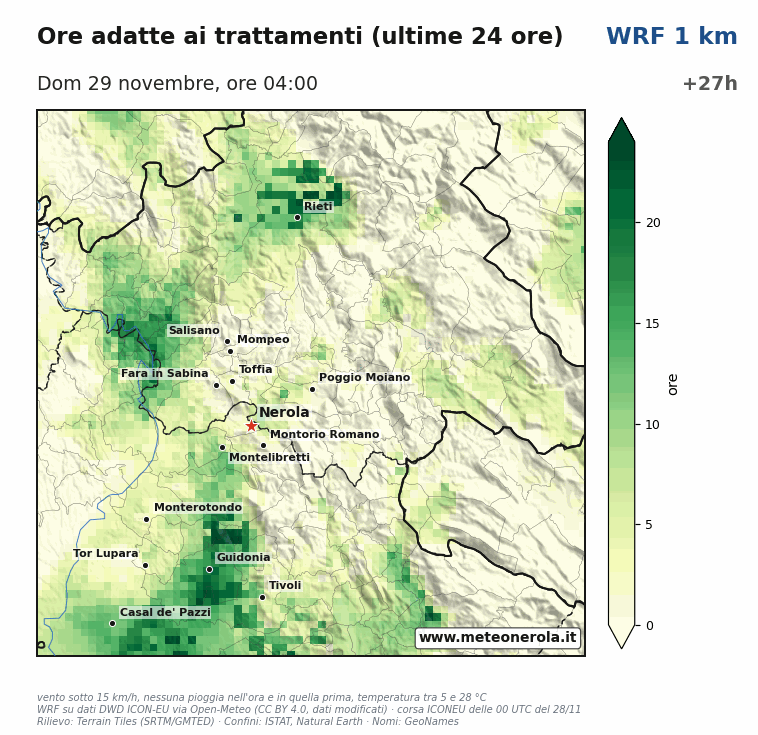 Ore adatte ai trattamenti (ultime 24 ore) WRF 1 km
Dom 29 novembre, ore 04:00 +27h
Rieti
Salisano
Mompeo
Toffia
Fara in Sabina
Poggio Moiano
Nerola
Montorio Romano
Montelibretti
Monterotondo
Tor Lupara
Guidonia
Tivoli
Casal de' Pazzi
www.meteonerola.it
20
15
10
5
0
ore
vento sotto 15 km/h, nessuna pioggia nell'ora e in quella prima, temperatura tra 5 e 28 °C
WRF su dati DWD ICON-EU via Open-Meteo (CC BY 4.0, dati modificati) · corsa ICONEU delle 00 UTC del 28/11
Rilievo: Terrain Tiles (SRTM/GMTED) · Confini: ISTAT, Natural Earth · Nomi: GeoNames